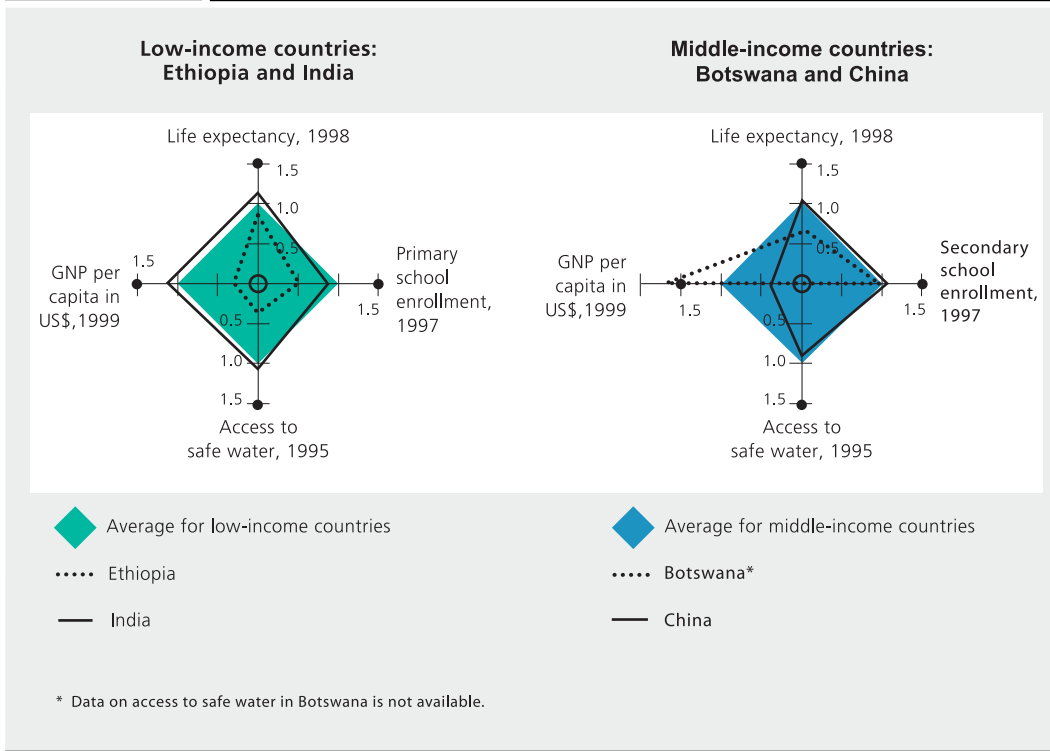 Low-income countries:
Ethiopia and India
Life expectancy, 1998
1.5
1.0
0.5
1.5
GNP per
capita in
US$,1999
Primary
school
enrollment,
1997
1.5
0.5
1.0
1.5
Access to
safe water, 1995
Average for low-income countries
Ethiopia
India
Middle-income countries:
Botswana and China
Life expectancy, 1998
1.5
1.0
0.5
GNP per
capita in
US$,1999
1.5
Secondary
school
enrollment,
1997
1.5
0.5
1.0
1.5
Access to
safe water, 1995
Average for middle-income countries
Botswana*
China
* Data on access to safe water in Botswana is not available.